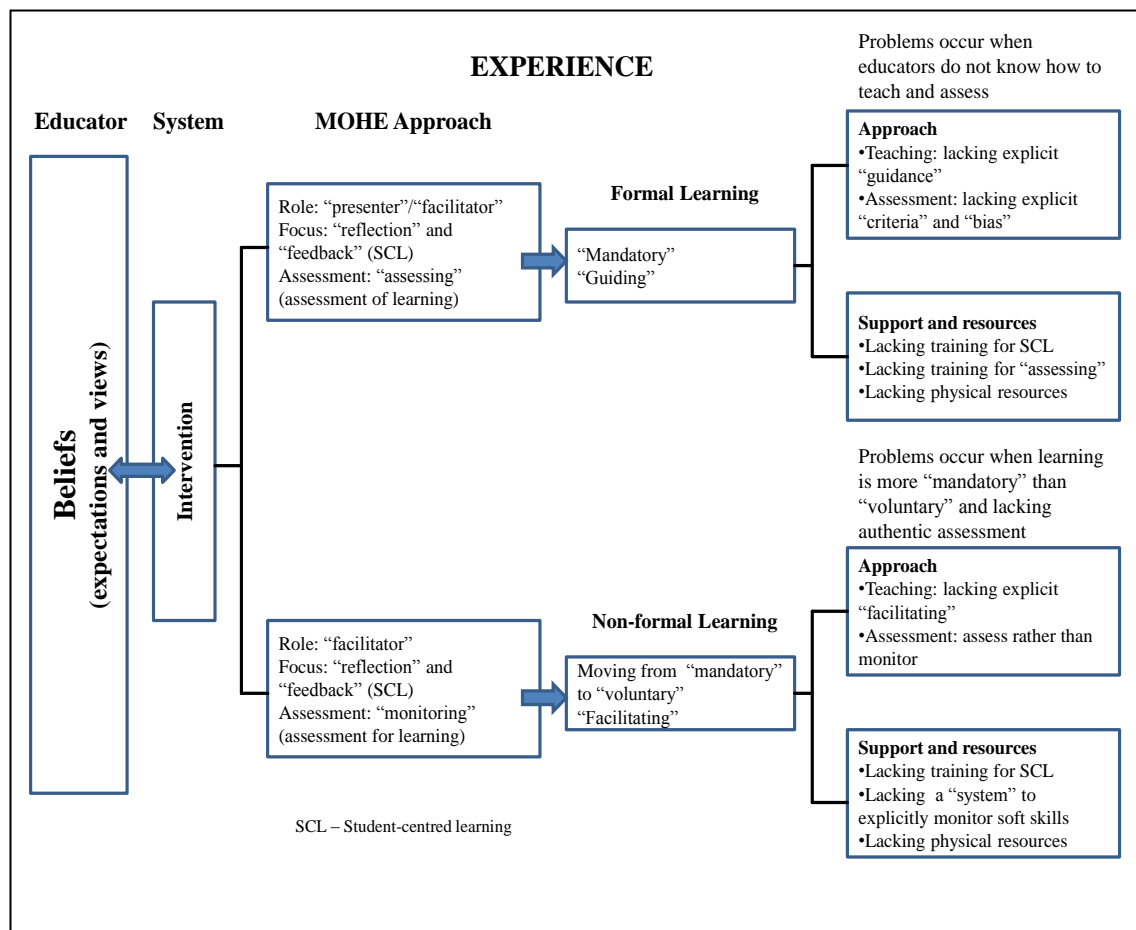 EXPERIENCE
Educator
System
MOHE Approach
Beliefs
(expectations and views)
Intervention
Role: “presenter”/“facilitator”
Focus: “reflection” and
“feedback” (SCL)
Assessment: “assessing”
(assessment of learning)
Formal Learning
“Mandatory”
“Guiding”
Problems occur when
educators do not know how to
teach and assess
Approach
•Teaching: lacking explicit
“guidance”
•Assessment: lacking explicit
“criteria” and “bias”
Support and resources
•Lacking training for SCL
•Lacking training for “assessing”
•Lacking physical resources
Role: “facilitator”
Focus: “reflection” and
“feedback” (SCL)
Assessment: “monitoring”
(assessment for learning)
Non-formal Learning
Moving from “mandatory”
to “voluntary”
“Facilitating”
Problems occur when learning
is more “mandatory” than
“voluntary” and lacking
authentic assessment
Approach
•Teaching: lacking explicit
“facilitating”
•Assessment: assess rather than
monitor
Support and resources
•Lacking training for SCL
•Lacking a “system” to
explicitly monitor soft skills
•Lacking physical resources
SCL – Student-centred learning